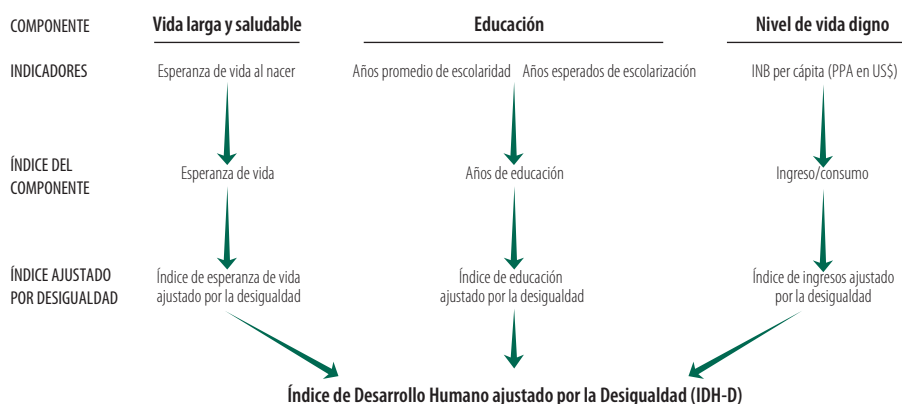 COMPONENTE Vida larga y saludable Educación Nivel de vida digno
INDICADORES Esperanza de vida al nacer Años promedio de escolaridad Años esperados de escolarización INB per cápita (PPA en US$)
ÍNDICE DEL
COMPONENTE Esperanza de vida Años de educación Ingreso/consumo
ÍNDICE AJUSTADO Índice de esperanza de vida Índice de educación Índice de ingresos ajustado
POR DESIGUALDAD ajustado por la desigualdad ajustado por la desigualdad por la desigualdad
Índice de Desarrollo Humano ajustado por la Desigualdad (IDH-D)